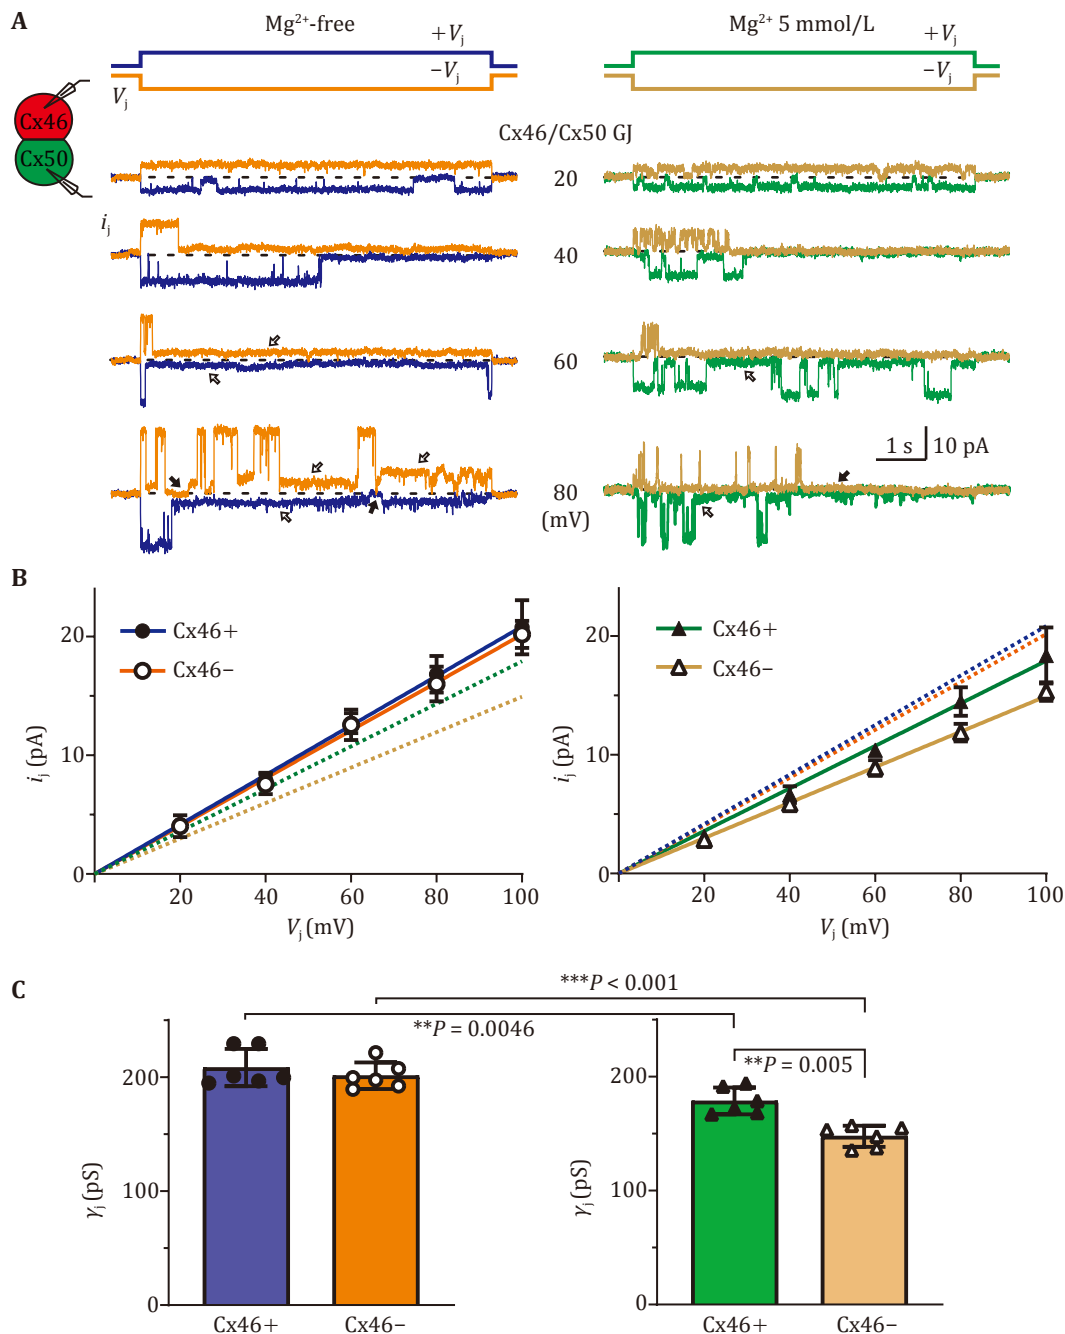 A
Mg²⁺-free
Mg²⁺ 5 mmol/L
+Vj
−Vj
Vj
+Vj
−Vj
Cx46
Cx50
Cx46/Cx50 GJ
20
ij
40
60
1 s
10 pA
80
(mV)
B
20
10
0
ij (pA)
Cx46+
Cx46−
20
40
60
80
100
Vj (mV)
20
10
0
ij (pA)
Cx46+
Cx46−
20
40
60
80
100
Vj (mV)
C
***P < 0.001
**P = 0.0046
**P = 0.005
200
100
0
γj (pS)
Cx46+
Cx46−
200
100
0
γj (pS)
Cx46+
Cx46−